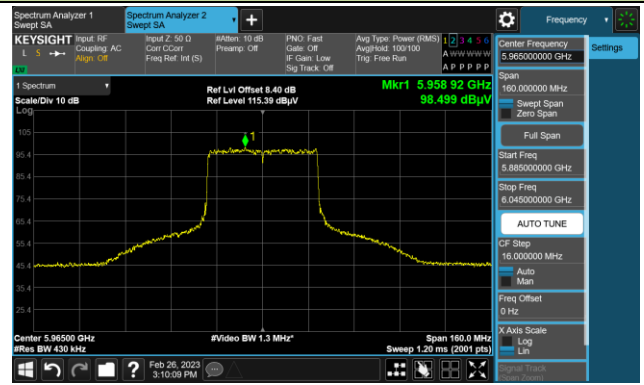 Spectrum Analyzer 1
Swept SA
Spectrum Analyzer 2
Swept SA
+
Frequency
KEYSIGHT
L S
Input: RF
Coupling: AC
Align: Off
Input Z: 50 Ω
Corr CCorr
Freq Ref: Int (S)
#Atten: 10 dB
Preamp: Off
PNO: Fast
Gate: Off
IF Gain: Low
Sig Track: Off
Avg Type: Power (RMS)
Avg|Hold: 100/100
Trig: Free Run
1 2 3 4 5 6
A W W W W W
A P P P P P
Center Frequency
5.965000000 GHz
Settings
Span
160.000000 MHz
Swept Span
Zero Span
Full Span
Start Freq
5.885000000 GHz
Stop Freq
6.045000000 GHz
AUTO TUNE
CF Step
16.000000 MHz
Auto
Man
Freq Offset
0 Hz
X Axis Scale
Log
Lin
Signal Track
(Span Zoom)
LW
1 Spectrum
Scale/Div 10 dB
Log
Ref Lvl Offset 8.40 dB
Ref Level 115.39 dBµV
Mkr1 5.958 92 GHz
98.499 dBµV
1
105
95.4
85.4
75.4
65.4
55.4
45.4
35.4
25.4
Center 5.96500 GHz
#Res BW 430 kHz
#Video BW 1.3 MHz*
Span 160.0 MHz
Sweep 1.20 ms (2001 pts)
?
Feb 26, 2023
3:10:09 PM